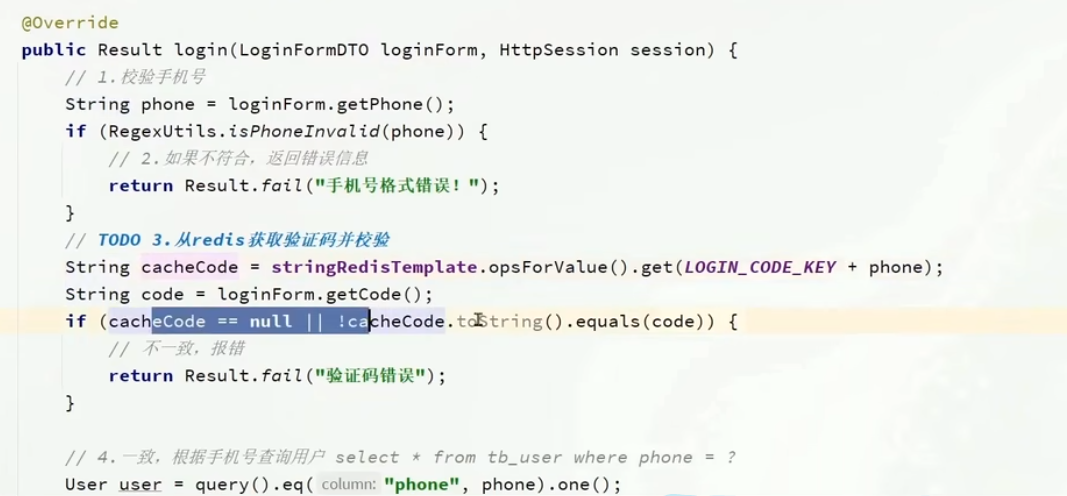 @Override
public Result login(LoginFormDTO loginForm, HttpSession session) {
// 1.校验手机号
String phone = loginForm.getPhone();
if (RegexUtils.isPhoneInvalid(phone)) {
// 2.如果不符合，返回错误信息
return Result.fail("手机号格式错误！");
}
// TODO 3.从redis获取验证码并校验
String cacheCode = stringRedisTemplate.opsForValue().get(LOGIN_CODE_KEY + phone);
String code = loginForm.getCode();
if (cacheCode == null || !cacheCode.toString().equals(code)) {
// 不一致，报错
return Result.fail("验证码错误");
}
// 4.一致，根据手机号查询用户 select * from tb_user where phone = ?
User user = query().eq( column: "phone", phone).one();